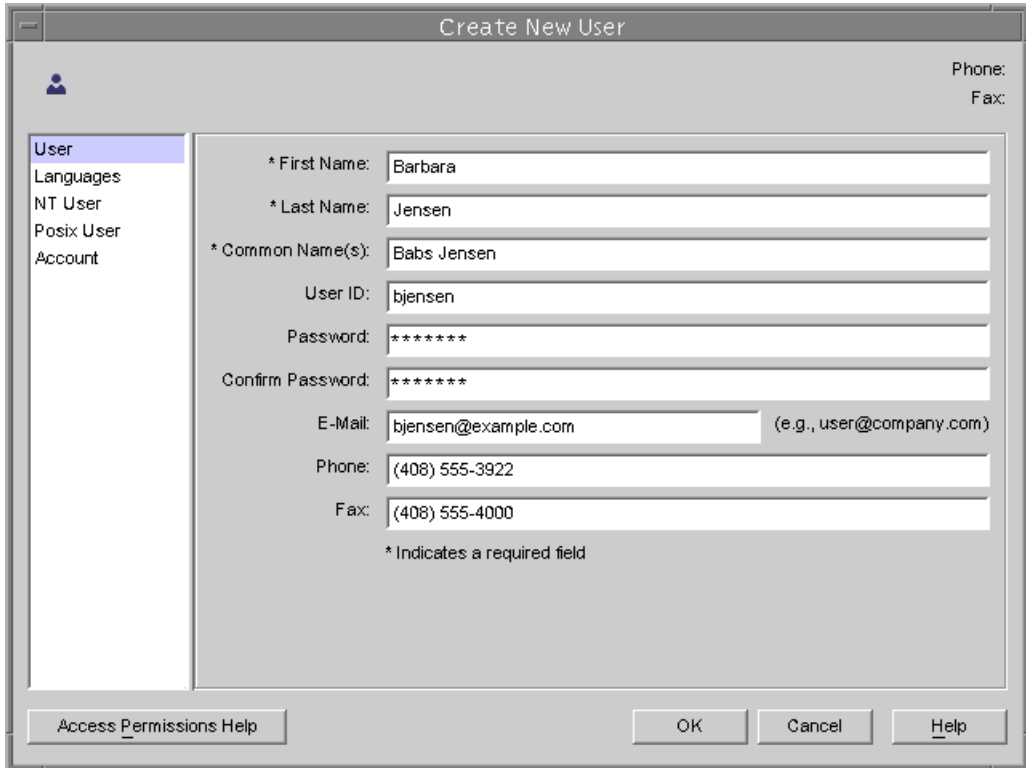 Create New User
Phone:
Fax:
User
Languages
NT User
Posix User
Account
* First Name: Barbara
* Last Name: Jensen
* Common Name(s): Babs Jensen
User ID: bjensen
Password: *******
Confirm Password: *******
E-Mail: bjensen@example.com (e.g., user@company.com)
Phone: (408) 555-3922
Fax: (408) 555-4000
* Indicates a required field
Access Permissions Help OK Cancel Help